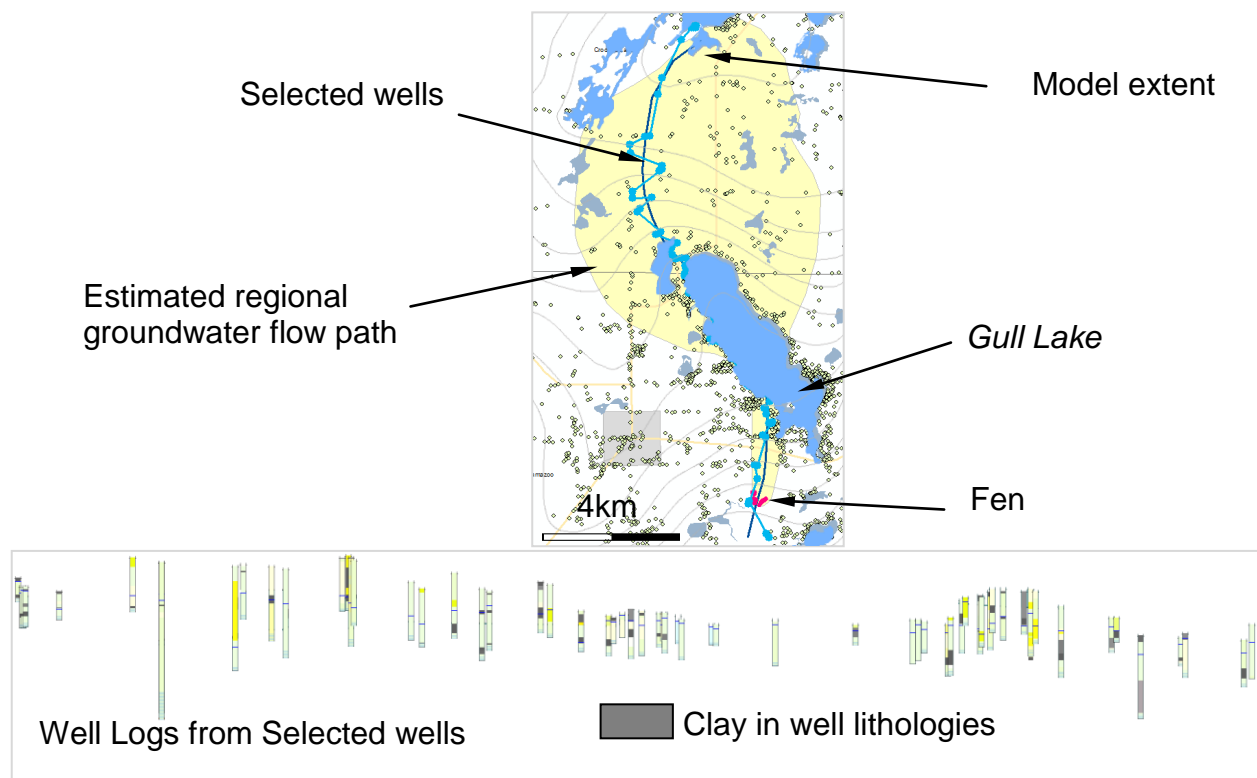 Selected wells
Model extent
Estimated regional
groundwater flow path
Gull Lake
Fen
4km
Well Logs from Selected wells
Clay in well lithologies